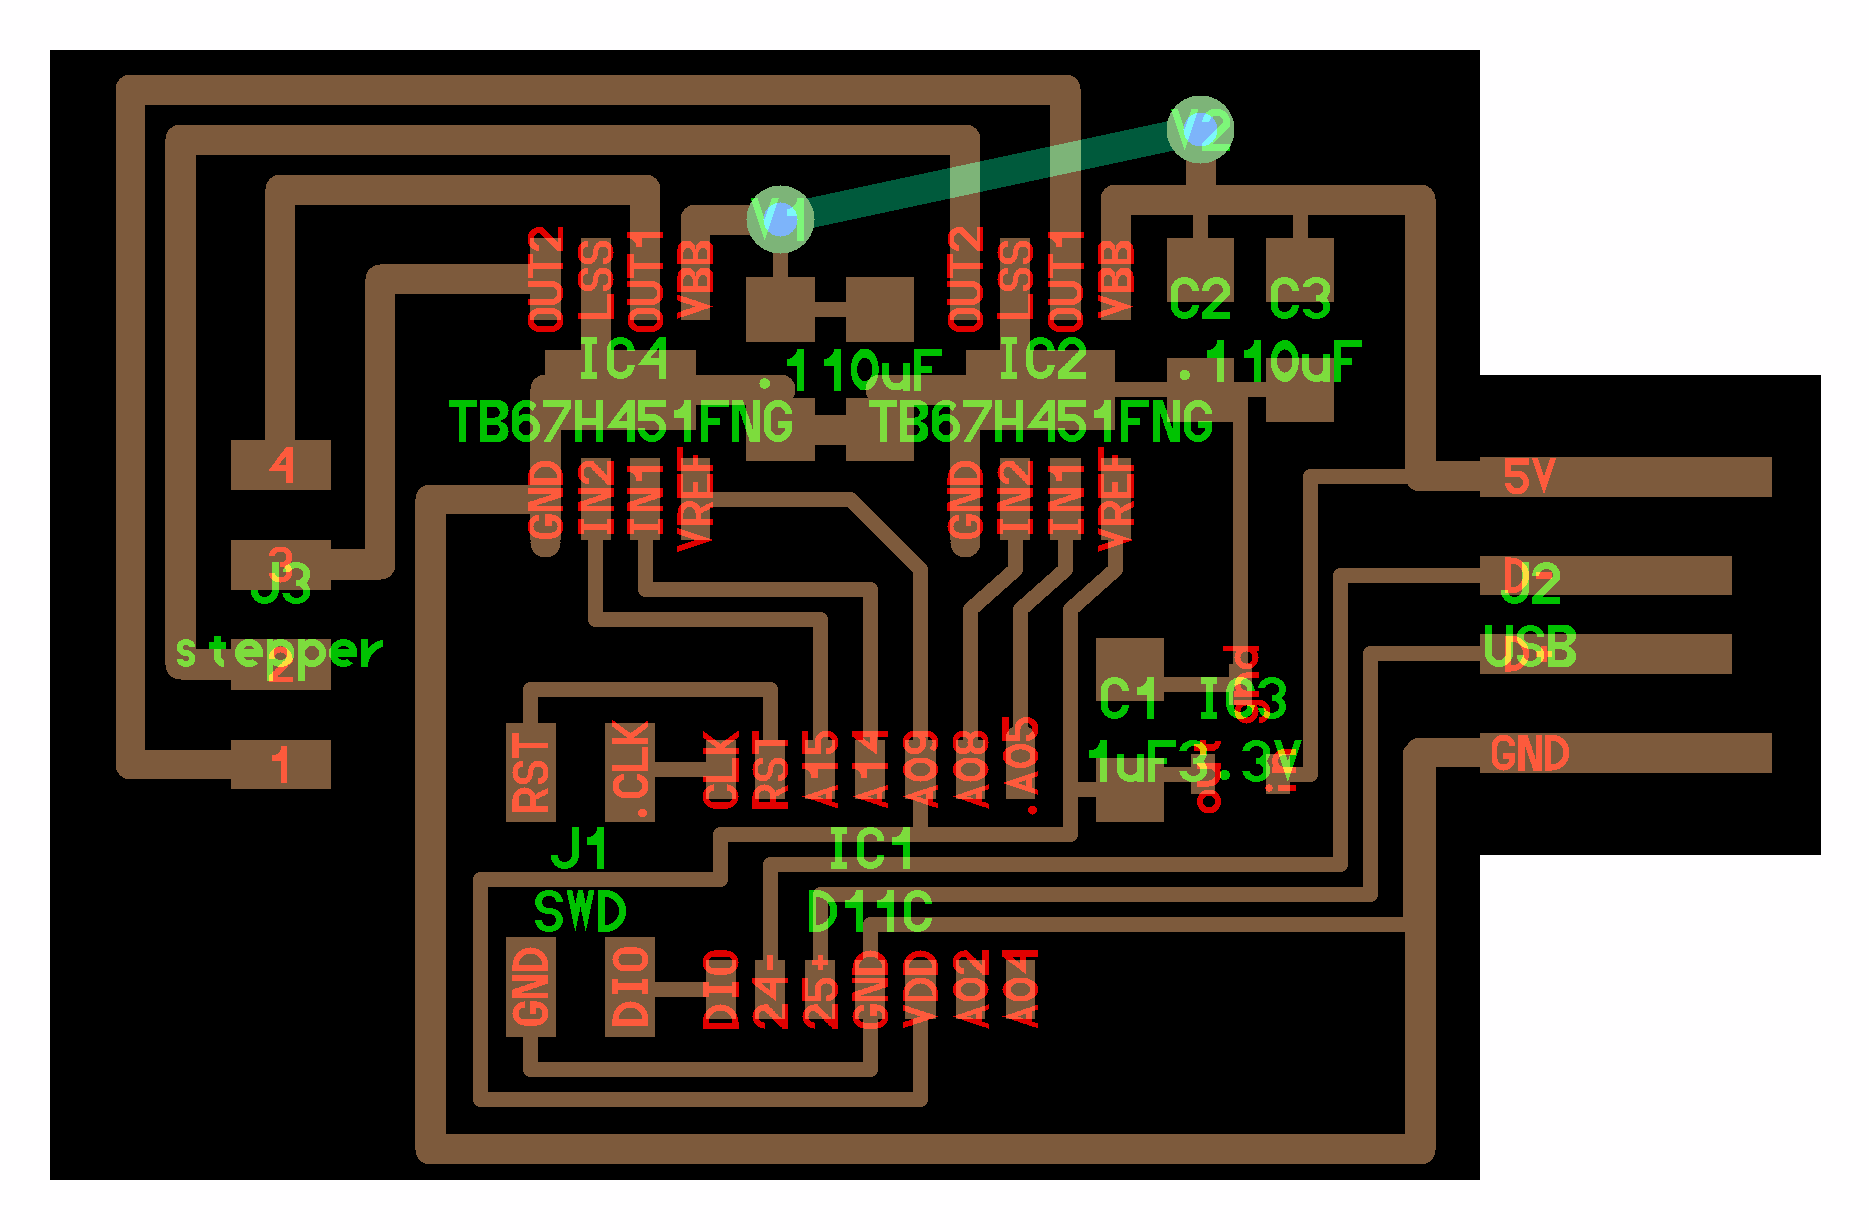 V2
V1
OUT2 LSS OUT1 VBB
OUT2 LSS OUT1 VBB
C2 C3
IC4
.1 10uF
IC2
.1 10uF
TB67H451FNG
TB67H451FNG
4
GND IN2 IN1 VREF
GND IN2 IN1 VREF
5V
3
J3
D-
J2
stepper
2
USB
D+
gnd
C1 IC3
1
RST .CLK
CLK RST A15 A14 A09 A08 .A05
1uF 3.3V
out in
GND
J1
IC1
SWD
D11C
GND DIO
DIO 24- 25+ GND VDD A02 A04